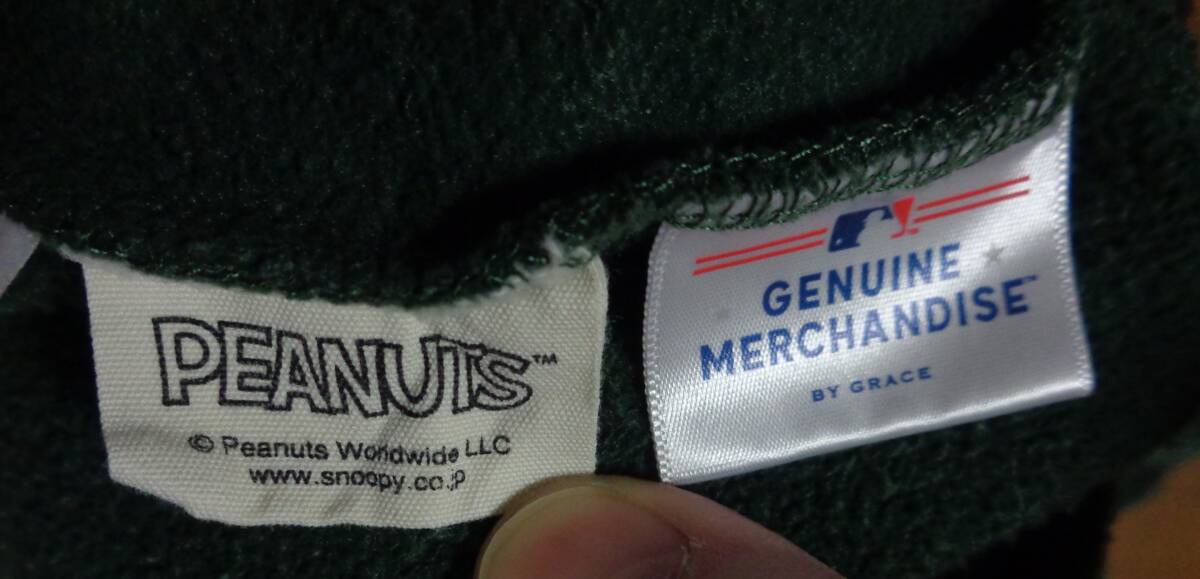 PEANUTS™
© Peanuts Worldwide LLC
www.snoopy.co.jp
GENUINE
MERCHANDISE™
BY GRACE